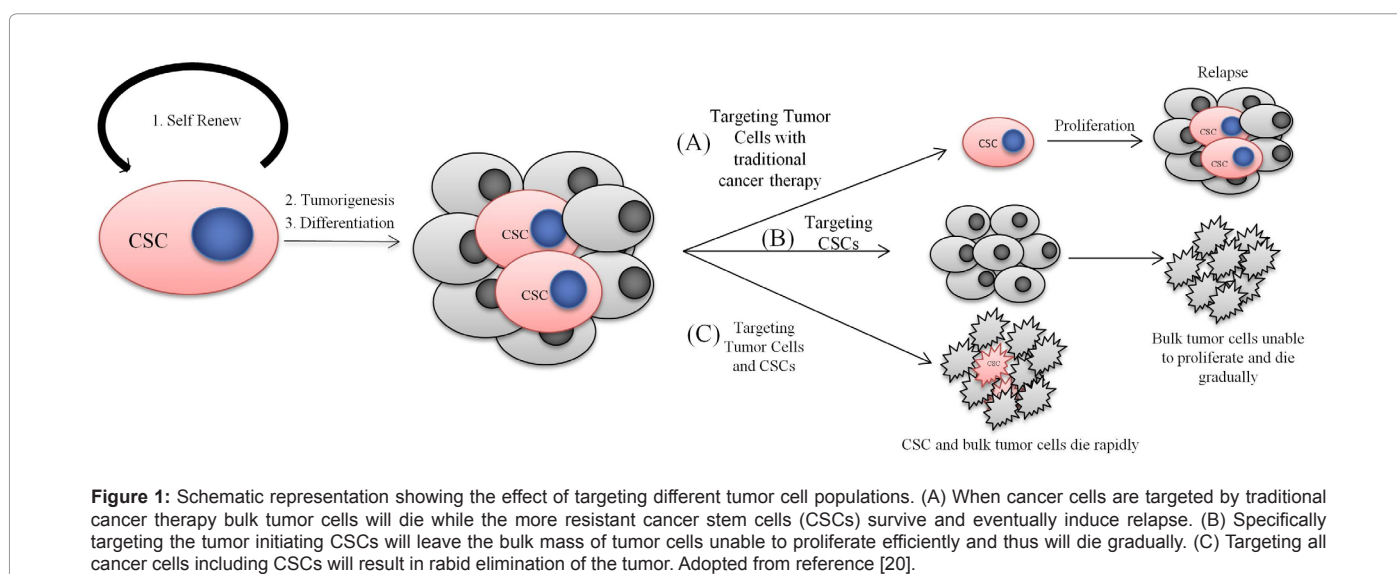 1. Self Renew
CSC
2. Tumorigenesis
3. Differentiation
CSC
CSC
(A)
Targeting Tumor
Cells with
traditional
cancer therapy
CSC
Proliferation
Relapse
CSC
CSC
(B)
Targeting
CSCs
Bulk tumor cells unable
to proliferate and die
gradually
(C)
Targeting
Tumor Cells
and CSCs
CSC
CSC and bulk tumor cells die rapidly
Figure 1: Schematic representation showing the effect of targeting different tumor cell populations. (A) When cancer cells are targeted by traditional
cancer therapy bulk tumor cells will die while the more resistant cancer stem cells (CSCs) survive and eventually induce relapse. (B) Specifically
targeting the tumor initiating CSCs will leave the bulk mass of tumor cells unable to proliferate efficiently and thus will die gradually. (C) Targeting all
cancer cells including CSCs will result in rabid elimination of the tumor. Adopted from reference [20].